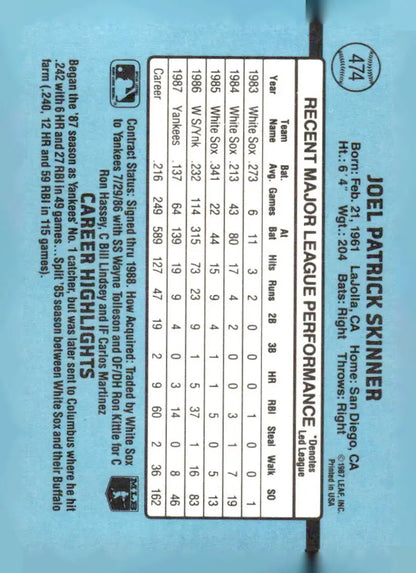 474
JOEL PATRICK SKINNER
Born: Feb. 21, 1961 LaJolla, CA Home: San Diego, CA
Ht.: 6' 4" Wgt.: 204 Bats: Right Throws: Right
©1987 LEAF, INC.
Printed in USA
RECENT MAJOR LEAGUE PERFORMANCE
*Denotes
Led League
Team Bat. At
Year Name Avg. Games Bat Hits Runs 2B 3B HR RBI Steal Walk SO
1983 White Sox .273 6 11 3 2 0 0 0 1 0 0 1
1984 White Sox .213 43 80 17 4 2 0 0 3 1 7 19
1985 White Sox .341 22 44 15 9 4 1 1 5 0 5 13
1986 W S/Ynk .232 114 315 73 23 9 1 5 37 1 16 83
1987 Yankees .137 64 139 19 9 4 0 3 14 0 8 46
Career .216 249 589 127 47 19 2 9 60 2 36 162
Contract Status: Signed thru 1988. How Acquired: Traded by White Sox
to Yankees 7/29/86 with SS Wayne Tolleson and OF/DH Ron Kittle for C
Ron Hassey, C Bill Lindsey and IF Carlos Martinez
MLB
CAREER HIGHLIGHTS
Began the '87 season as Yankees' No. 1 catcher, but was later sent to Columbus where he hit
.242 with 6 HR and 27 RBI in 49 games . . . Split '85 season between White Sox and their Buffalo
farm (.240, 12 HR and 59 RBI in 115 games).